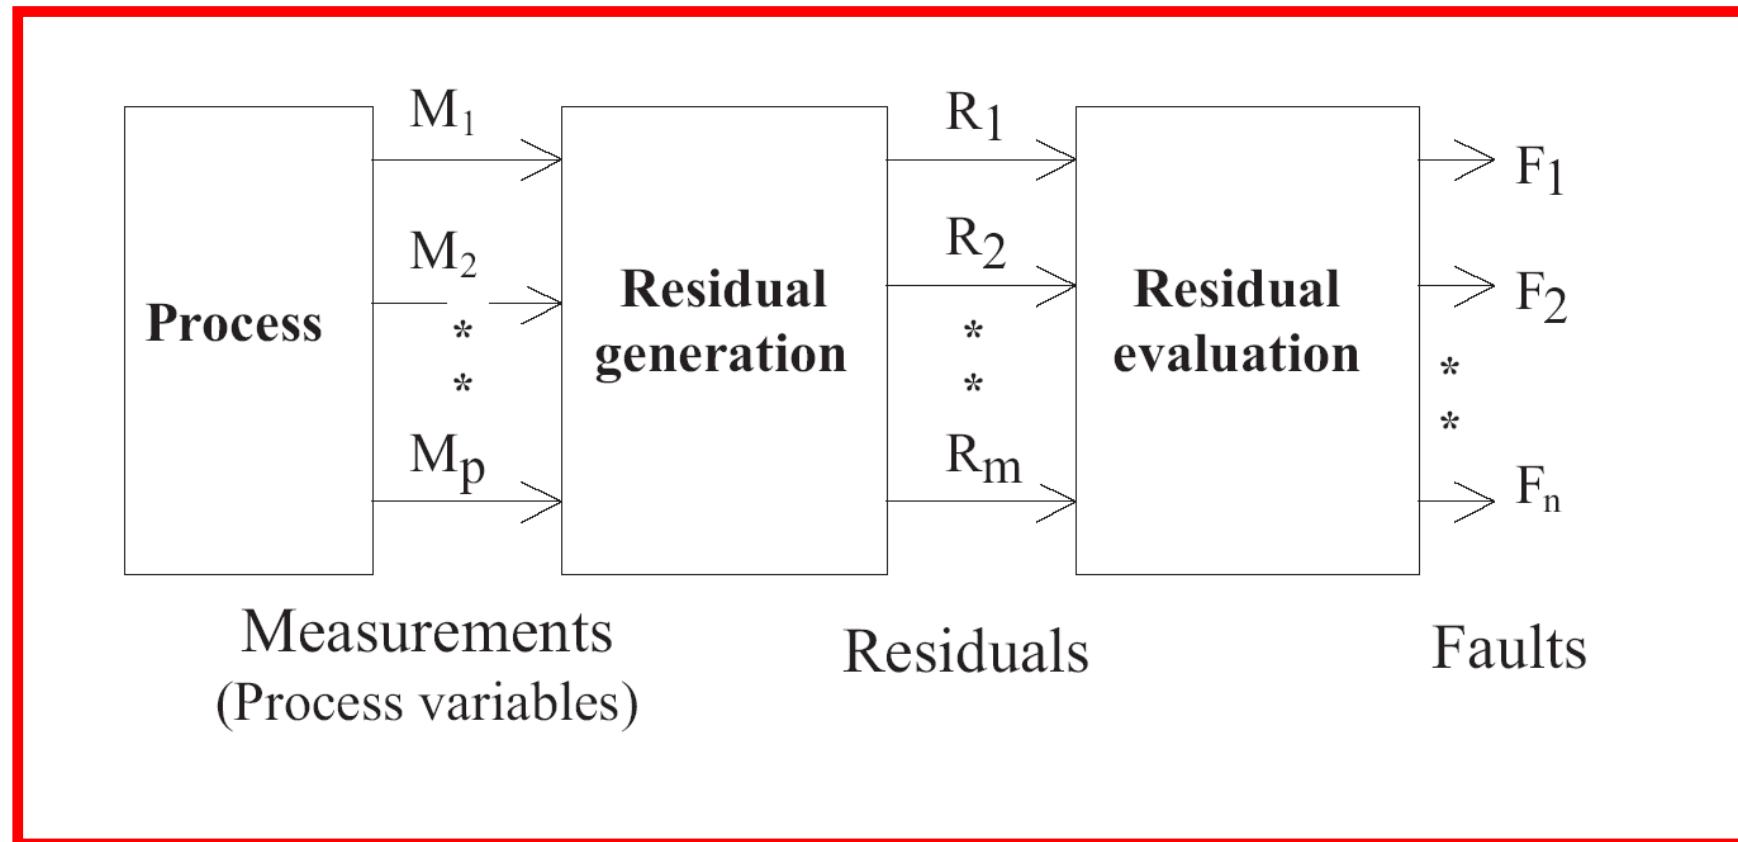 M₁
R₁
F₁
M₂
R₂
F₂
Process
Residual
generation
Residual
evaluation
*
*
*
*
*
*
Mₚ
Rₘ
Fₙ
Measurements
(Process variables)
Residuals
Faults